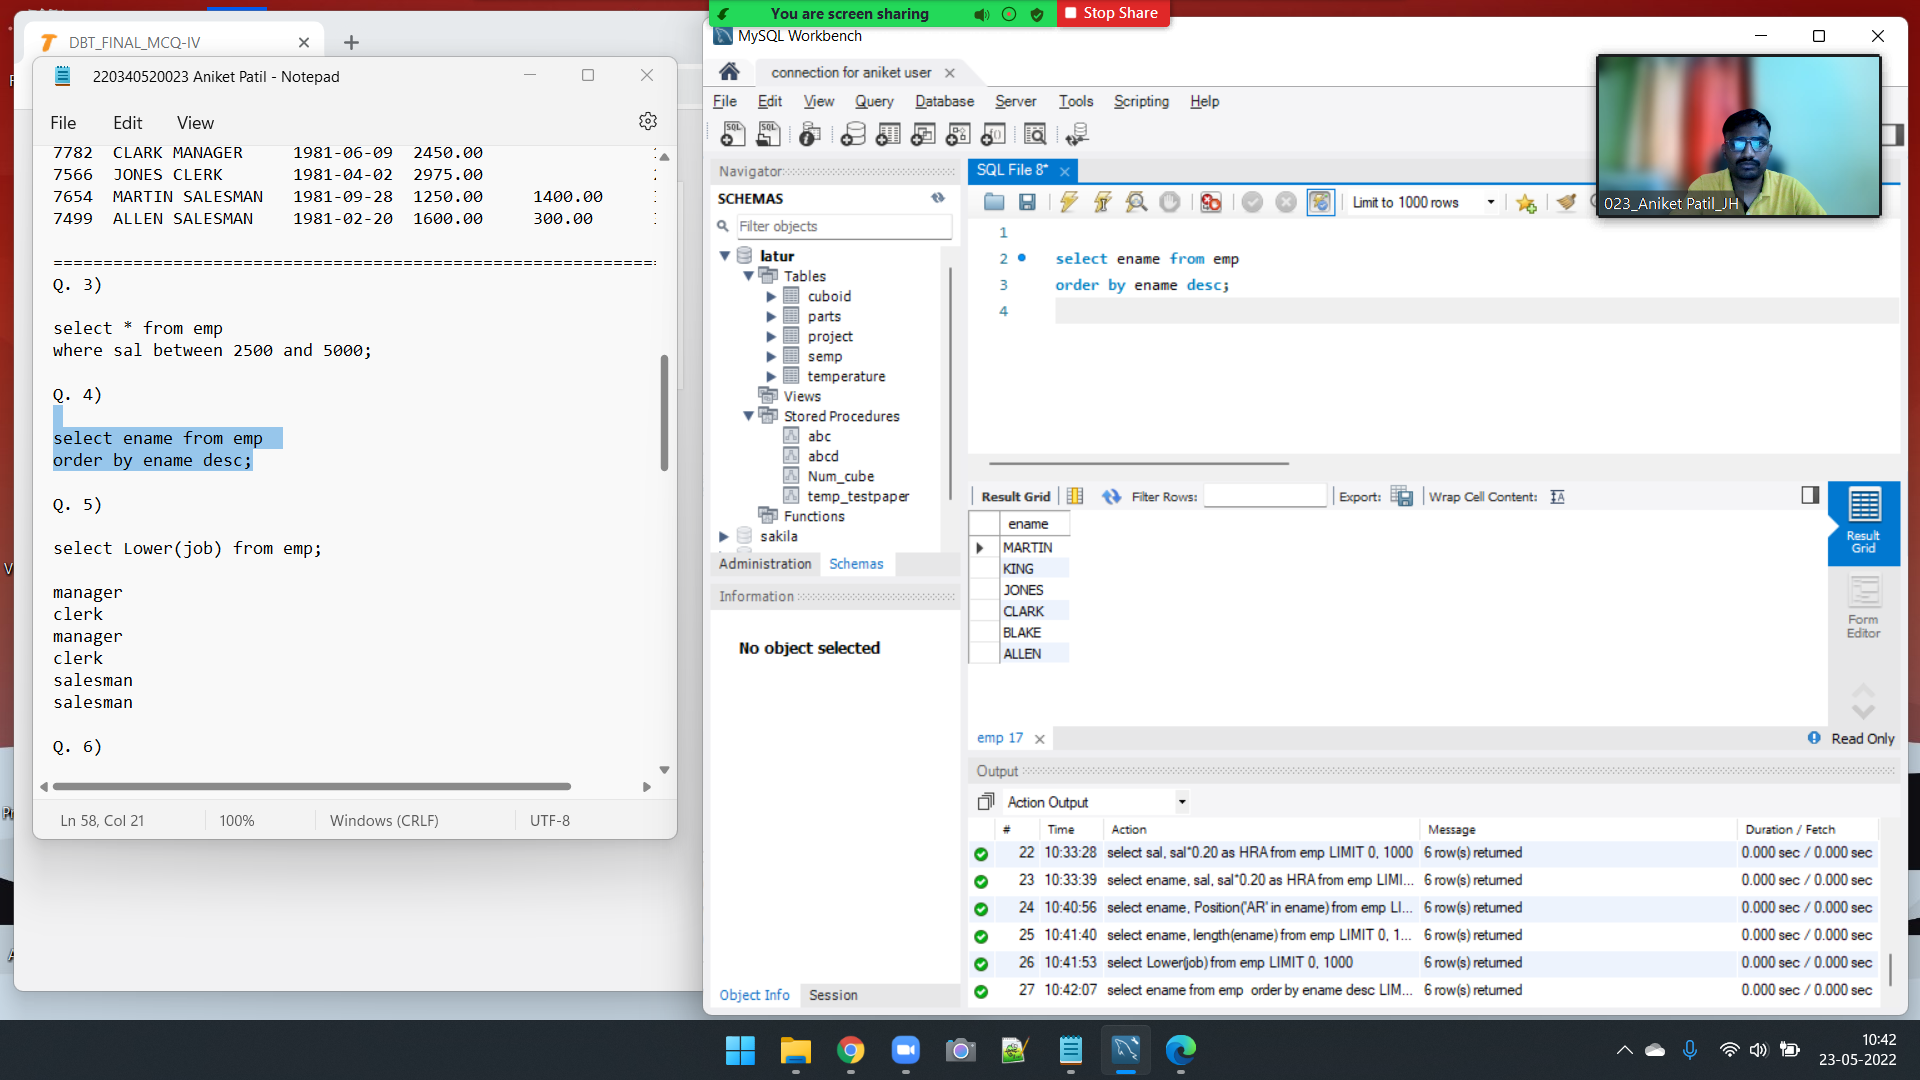 You are screen sharing
Stop Share
DBT_FINAL_MCQ-IV
220340520023 Aniket Patil - Notepad
File Edit View
7782 CLARK MANAGER 1981-06-09 2450.00
7566 JONES CLERK 1981-04-02 2975.00
7654 MARTIN SALESMAN 1981-09-28 1250.00 1400.00
7499 ALLEN SALESMAN 1981-02-20 1600.00 300.00
=============================================================
Q. 3)
select * from emp
where sal between 2500 and 5000;
Q. 4)
select ename from emp
order by ename desc;
Q. 5)
select Lower(job) from emp;
manager
clerk
manager
clerk
salesman
salesman
Q. 6)
Ln 58, Col 21 100% Windows (CRLF) UTF-8
MySQL Workbench
connection for aniket user
File Edit View Query Database Server Tools Scripting Help
Navigator
SCHEMAS
Filter objects
latur
Tables
cuboid
parts
project
semp
temperature
Views
Stored Procedures
abc
abcd
Num_cube
temp_testpaper
Functions
sakila
Administration Schemas
Information
No object selected
Object Info Session
SQL File 8*
Limit to 1000 rows
1
2 select ename from emp
3 order by ename desc;
4
023_Aniket Patil_JH
Result Grid Filter Rows: Export: Wrap Cell Content:
ename
MARTIN
KING
JONES
CLARK
BLAKE
ALLEN
Result Grid
Form Editor
emp 17
Read Only
Output
Action Output
# Time Action Message Duration / Fetch
22 10:33:28 select sal, sal*0.20 as HRA from emp LIMIT 0, 1000 6 row(s) returned 0.000 sec / 0.000 sec
23 10:33:39 select ename, sal, sal*0.20 as HRA from emp LIMI... 6 row(s) returned 0.000 sec / 0.000 sec
24 10:40:56 select ename, Position('AR' in ename) from emp LI... 6 row(s) returned 0.000 sec / 0.000 sec
25 10:41:40 select ename, length(ename) from emp LIMIT 0, 1... 6 row(s) returned 0.000 sec / 0.000 sec
26 10:41:53 select Lower(job) from emp LIMIT 0, 1000 6 row(s) returned 0.000 sec / 0.000 sec
27 10:42:07 select ename from emp order by ename desc LIM... 6 row(s) returned 0.000 sec / 0.000 sec
10:42
23-05-2022